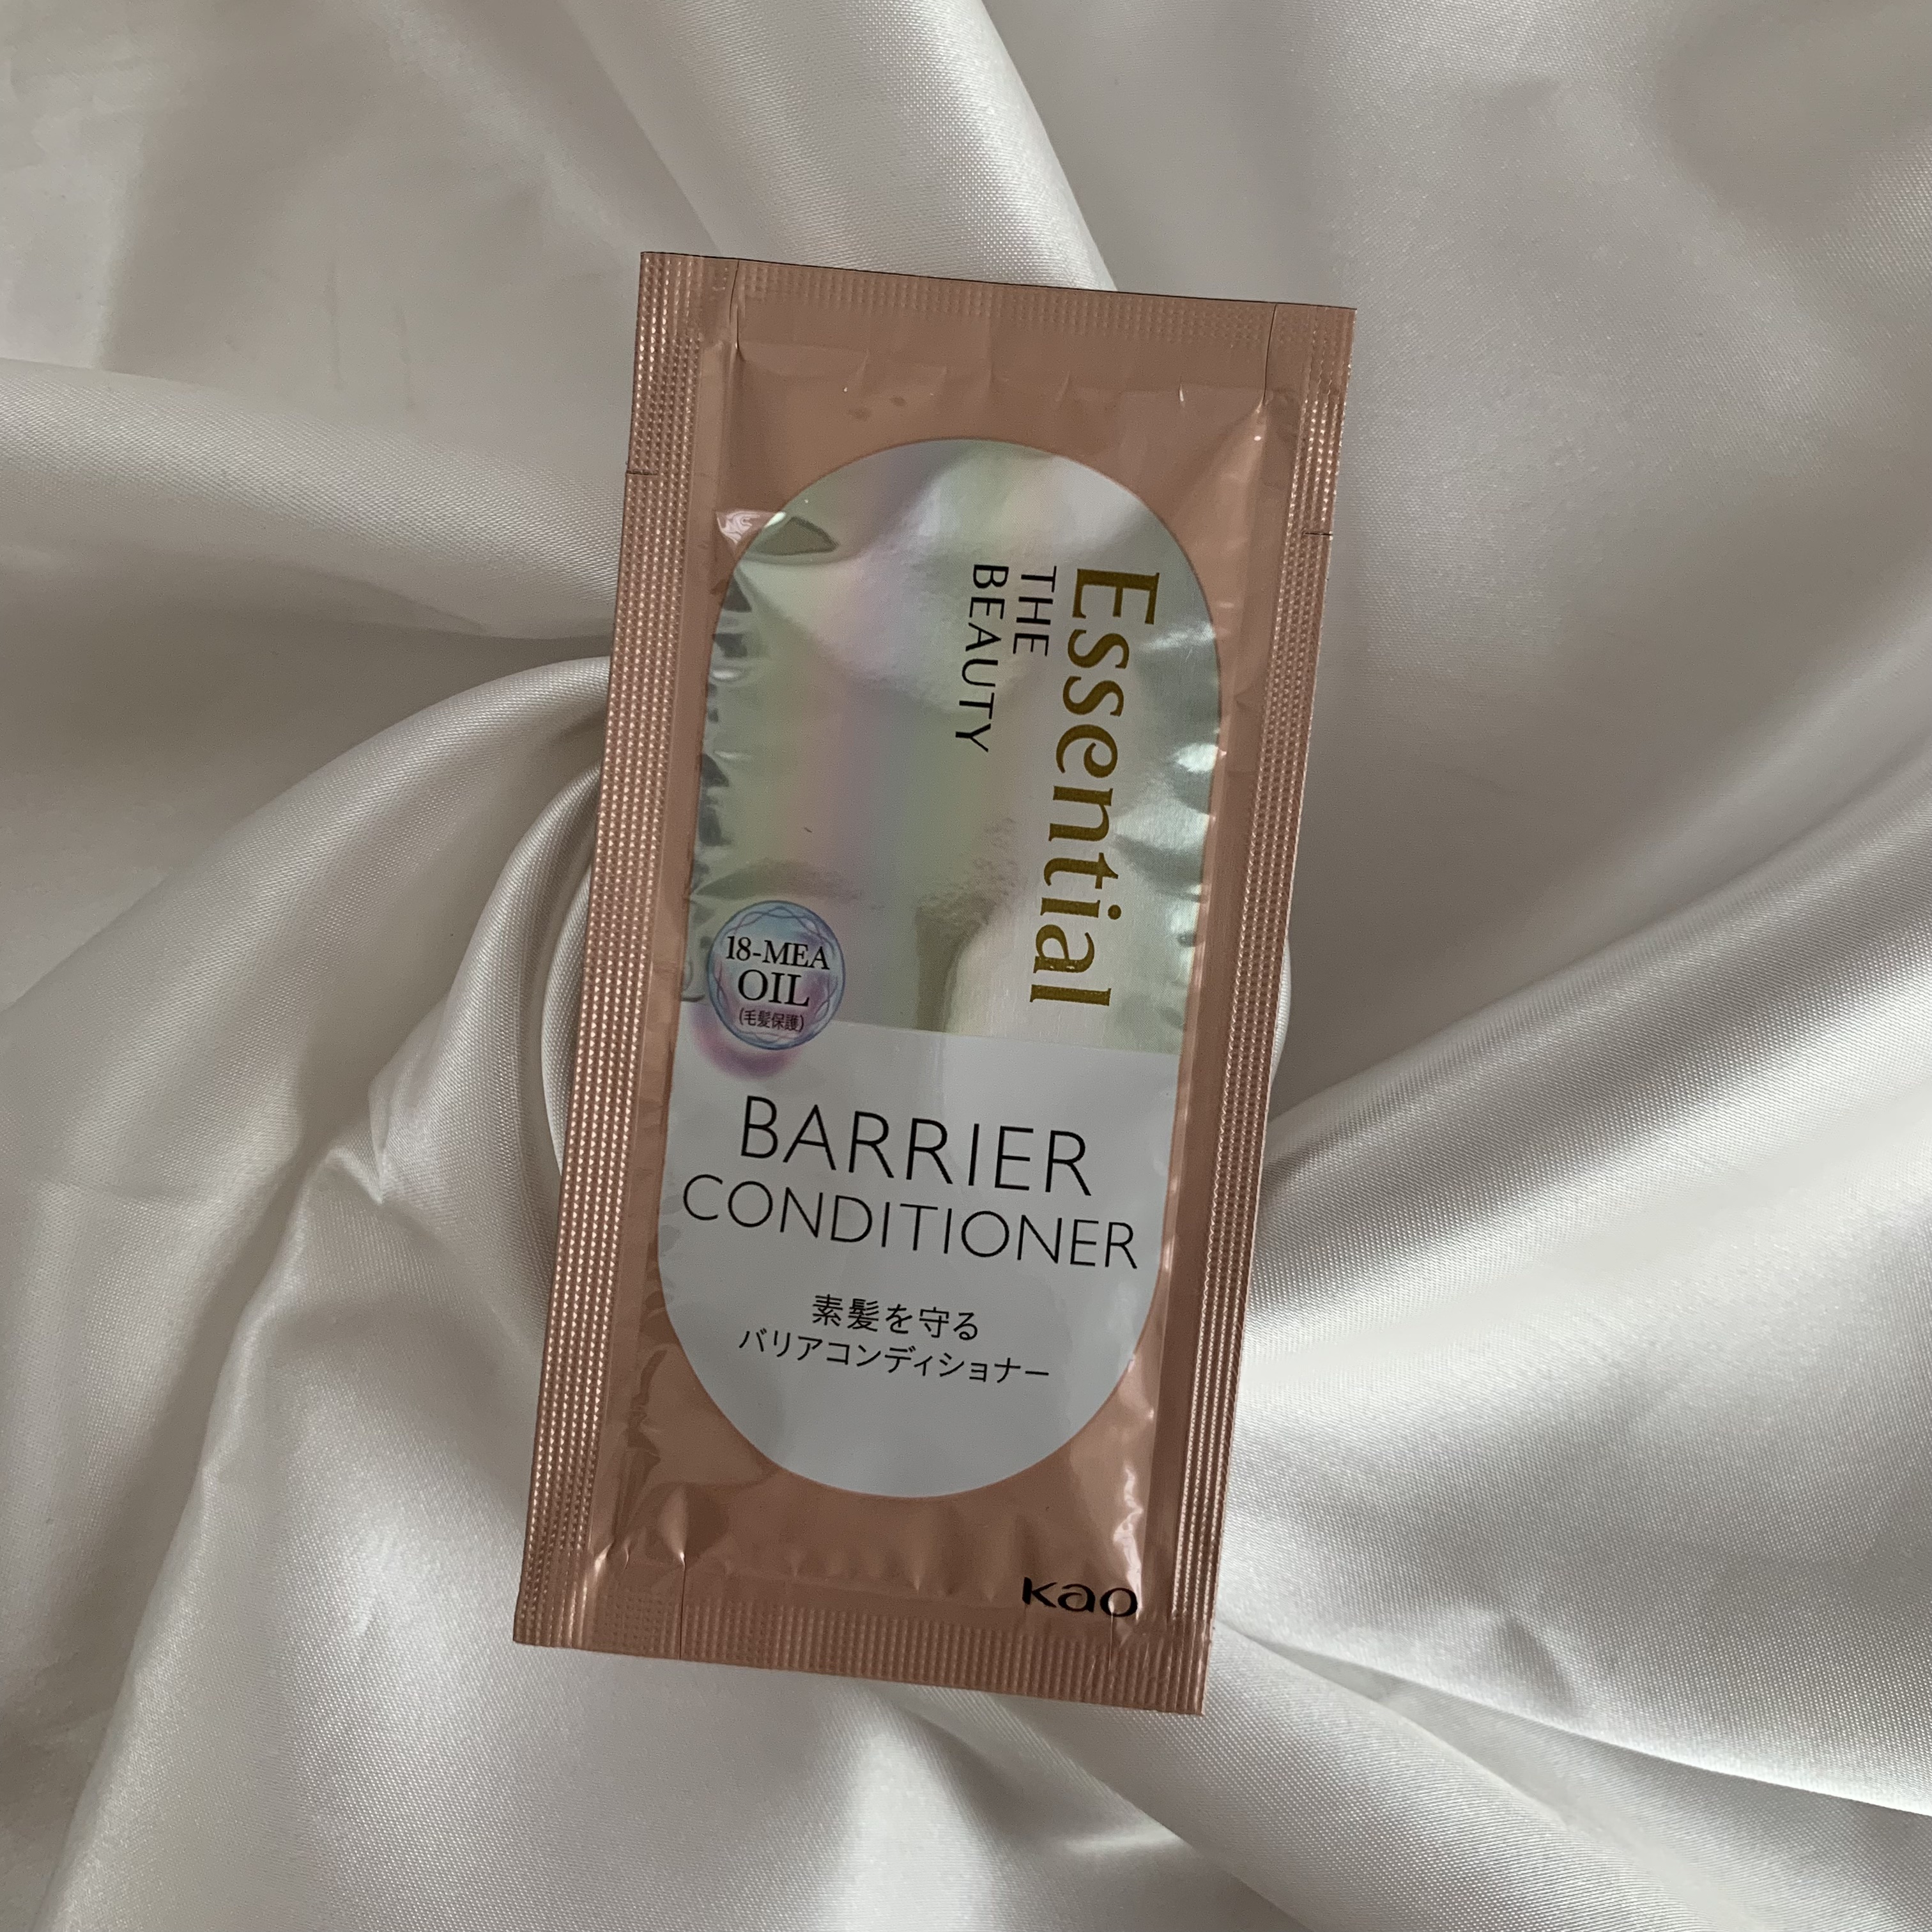 Essential
THE
BEAUTY
18-MEA
OIL
(毛髪保護)
BARRIER
CONDITIONER
素髪を守る
バリアコンディショナー
kao